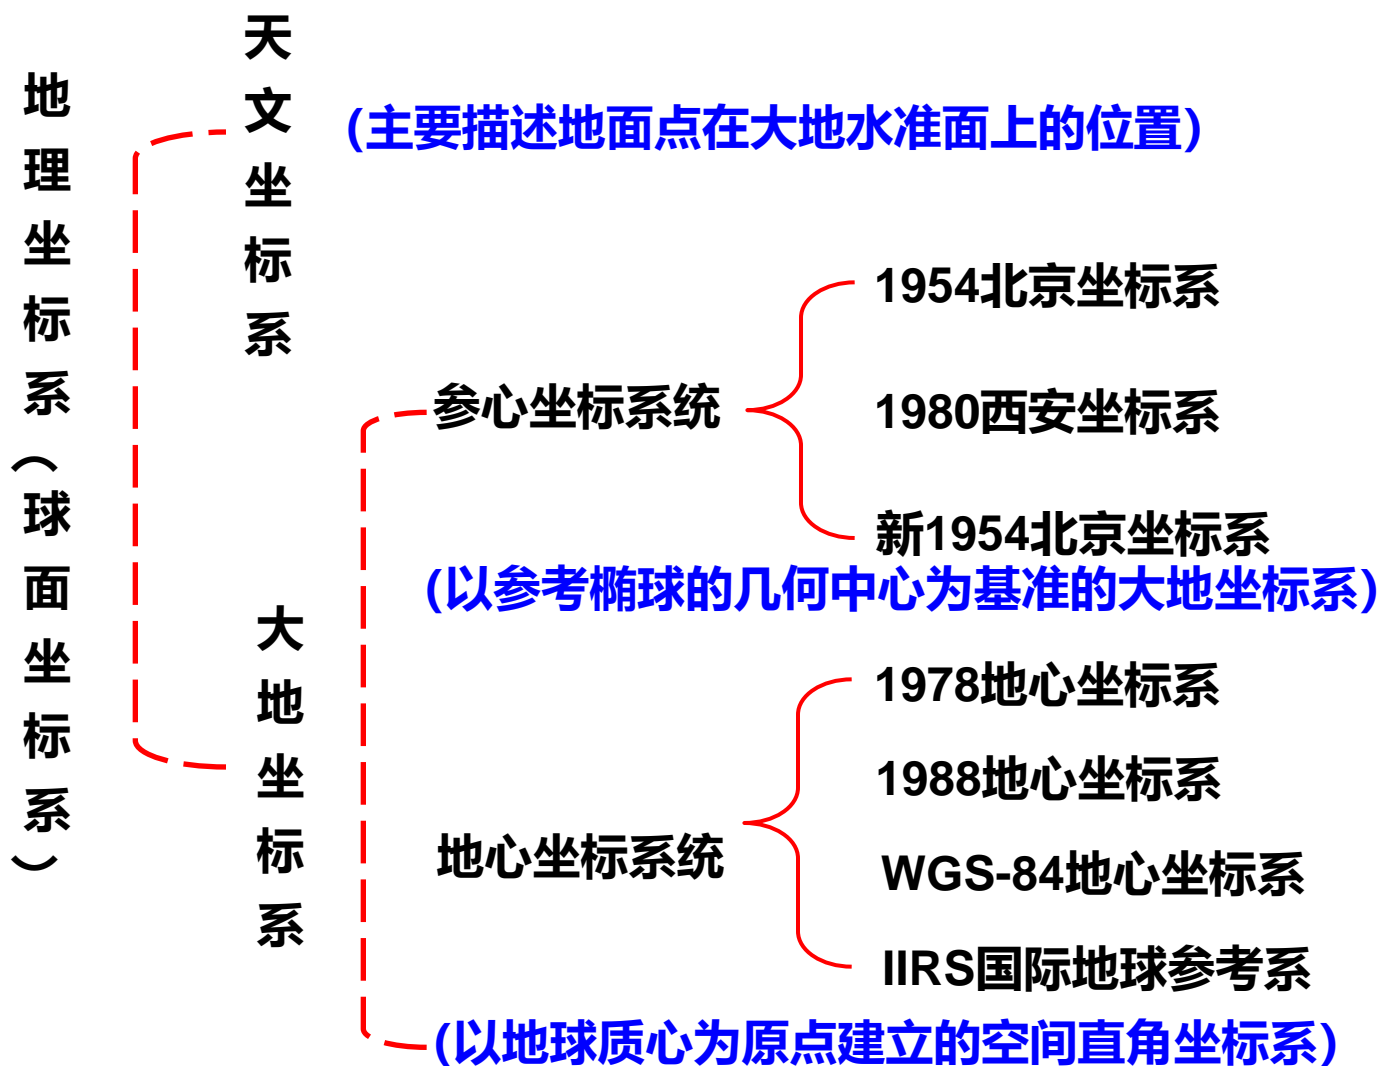 地理坐标系（球面坐标系）
天文坐标系
(主要描述地面点在大地水准面上的位置)
大地坐标系
参心坐标系统
1954北京坐标系
1980西安坐标系
新1954北京坐标系
(以参考椭球的几何中心为基准的大地坐标系)
地心坐标系统
1978地心坐标系
1988地心坐标系
WGS-84地心坐标系
IIRS国际地球参考系
(以地球质心为原点建立的空间直角坐标系)